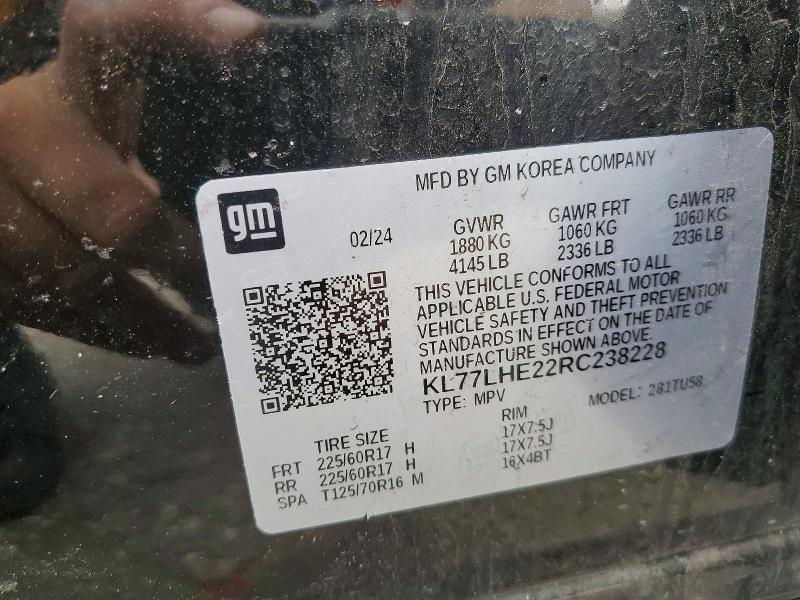 MFD BY GM KOREA COMPANY
gm
02/24
GVWR GAWR FRT GAWR RR
1880 KG 1060 KG 1060 KG
4145 LB 2336 LB 2336 LB
THIS VEHICLE CONFORMS TO ALL
APPLICABLE U.S. FEDERAL MOTOR
VEHICLE SAFETY AND THEFT PREVENTION
STANDARDS IN EFFECT ON THE DATE OF
MANUFACTURE SHOWN ABOVE.
KL77LHE22RC238228
TYPE: MPV MODEL: 281TU58
TIRE SIZE RIM
FRT 225/60R17 H 17X7.5J
RR 225/60R17 H 17X7.5J
SPA T125/70R16 M 16X4BT